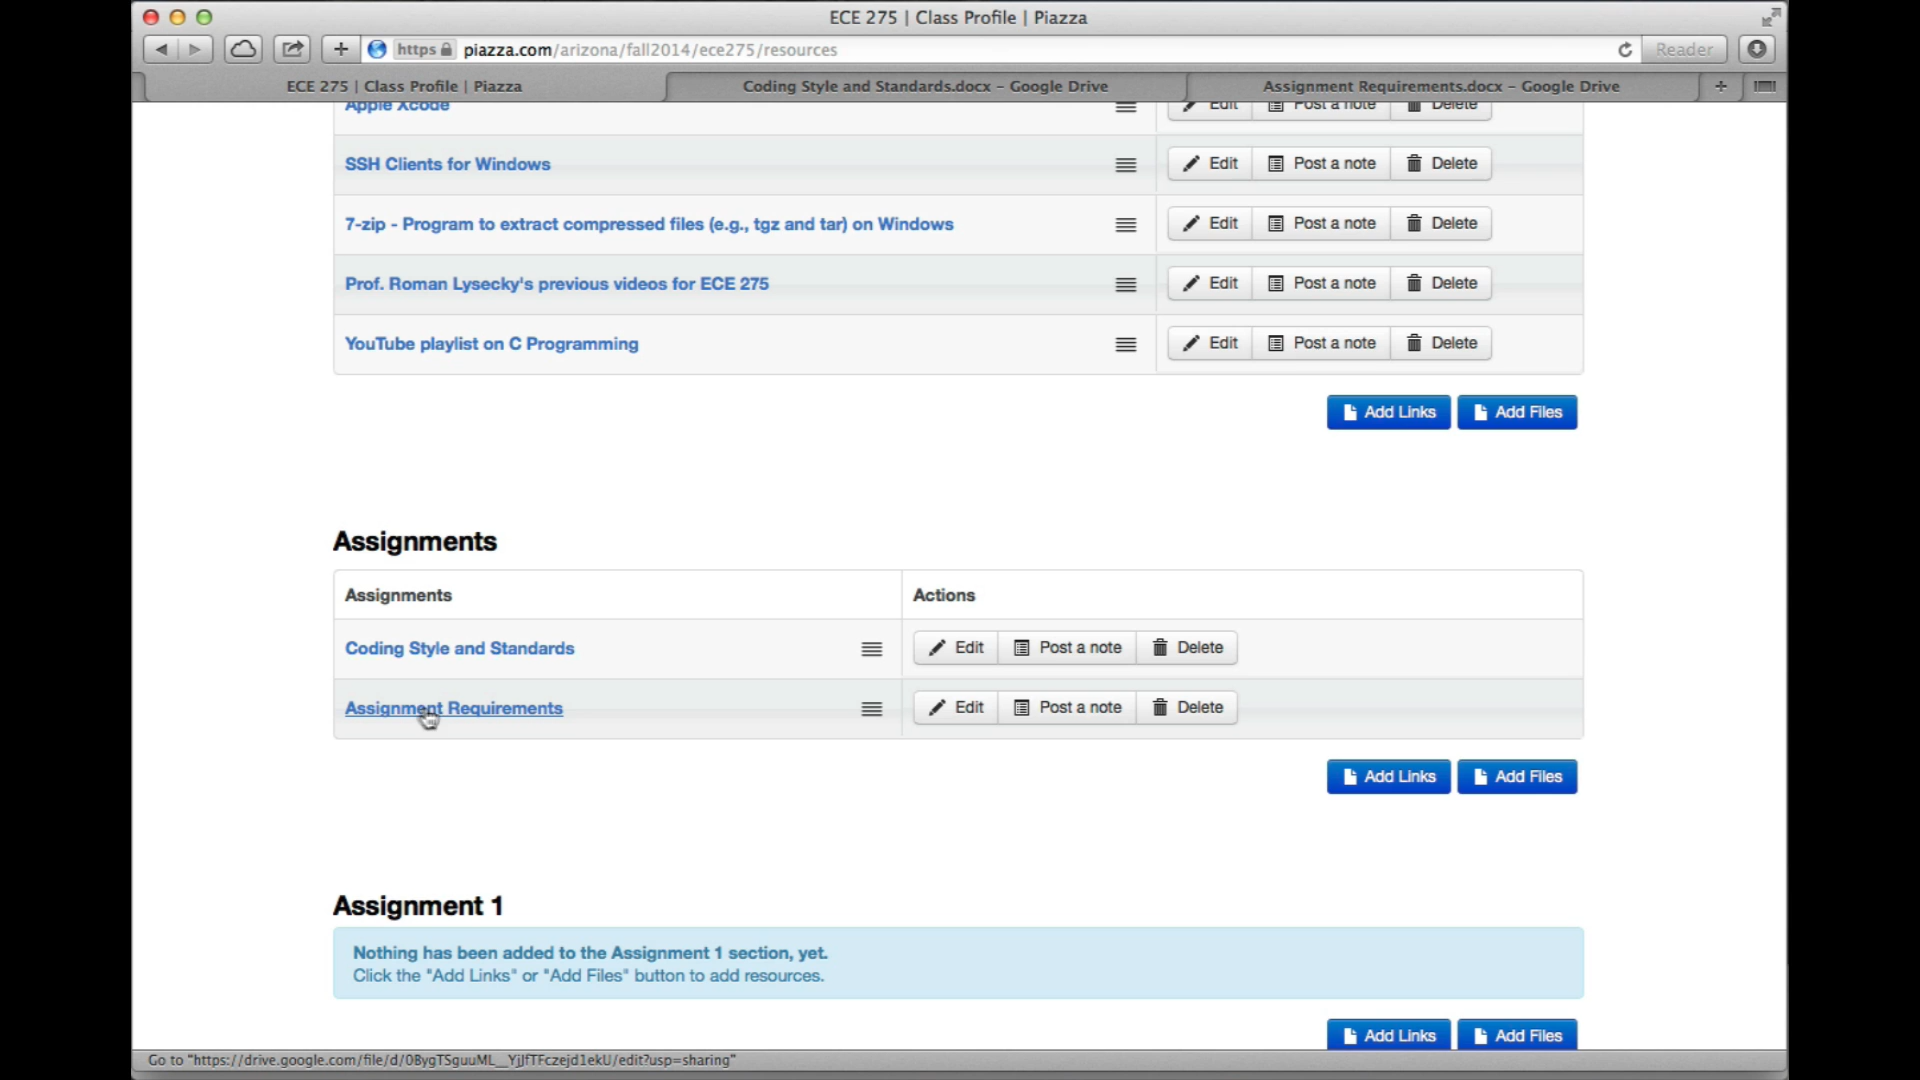 ECE 275 | Class Profile | Piazza
https piazza.com/arizona/fall2014/ece275/resources Reader
ECE 275 | Class Profile | Piazza Coding Style and Standards.docx – Google Drive Assignment Requirements.docx – Google Drive +
Apple Xcode Edit Post a note Delete
SSH Clients for Windows Edit Post a note Delete
7-zip - Program to extract compressed files (e.g., tgz and tar) on Windows Edit Post a note Delete
Prof. Roman Lysecky's previous videos for ECE 275 Edit Post a note Delete
YouTube playlist on C Programming Edit Post a note Delete
Add Links Add Files
Assignments
Assignments Actions
Coding Style and Standards Edit Post a note Delete
Assignment Requirements Edit Post a note Delete
Add Links Add Files
Assignment 1
Nothing has been added to the Assignment 1 section, yet.
Click the "Add Links" or "Add Files" button to add resources.
Add Links Add Files
Go to "https://drive.google.com/file/d/0BygTSguuML__YjJfTFczejd1ekU/edit?usp=sharing"